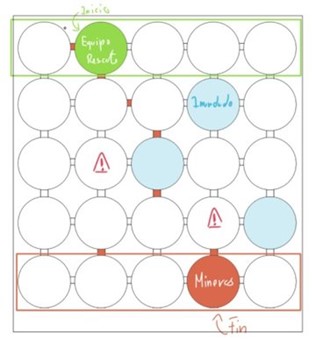 Inicio
Equipo
Rescate
Inundado
!
!
Mineros
Fin